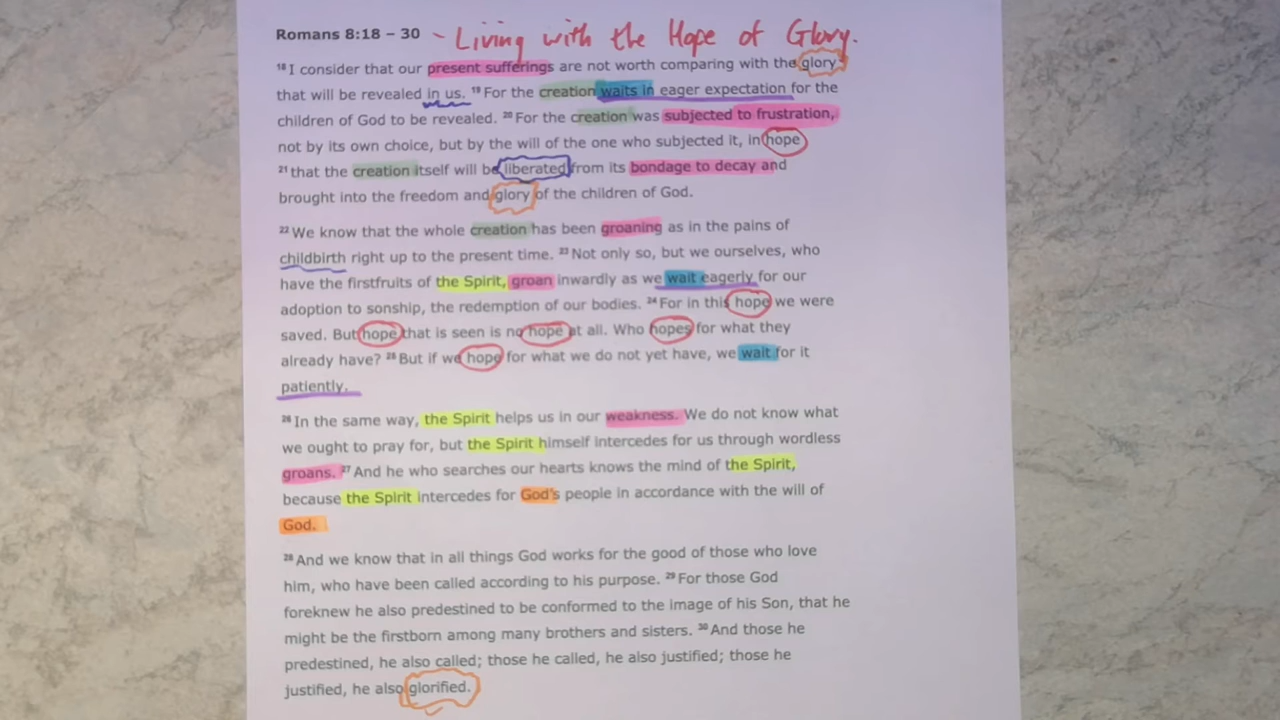 Romans 8:18 – 30 ~ Living with the Hope of Glory.
¹⁸ I consider that our present sufferings are not worth comparing with the glory
that will be revealed in us. ¹⁹ For the creation waits in eager expectation for the
children of God to be revealed. ²⁰ For the creation was subjected to frustration,
not by its own choice, but by the will of the one who subjected it, in hope
²¹ that the creation itself will be liberated from its bondage to decay and
brought into the freedom and glory of the children of God.
²² We know that the whole creation has been groaning as in the pains of
childbirth right up to the present time. ²³ Not only so, but we ourselves, who
have the firstfruits of the Spirit, groan inwardly as we wait eagerly for our
adoption to sonship, the redemption of our bodies. ²⁴ For in this hope we were
saved. But hope that is seen is no hope at all. Who hopes for what they
already have? ²⁵ But if we hope for what we do not yet have, we wait for it
patiently.
²⁶ In the same way, the Spirit helps us in our weakness. We do not know what
we ought to pray for, but the Spirit himself intercedes for us through wordless
groans. ²⁷ And he who searches our hearts knows the mind of the Spirit,
because the Spirit intercedes for God's people in accordance with the will of
God.
²⁸ And we know that in all things God works for the good of those who love
him, who have been called according to his purpose. ²⁹ For those God
foreknew he also predestined to be conformed to the image of his Son, that he
might be the firstborn among many brothers and sisters. ³⁰ And those he
predestined, he also called; those he called, he also justified; those he
justified, he also glorified.